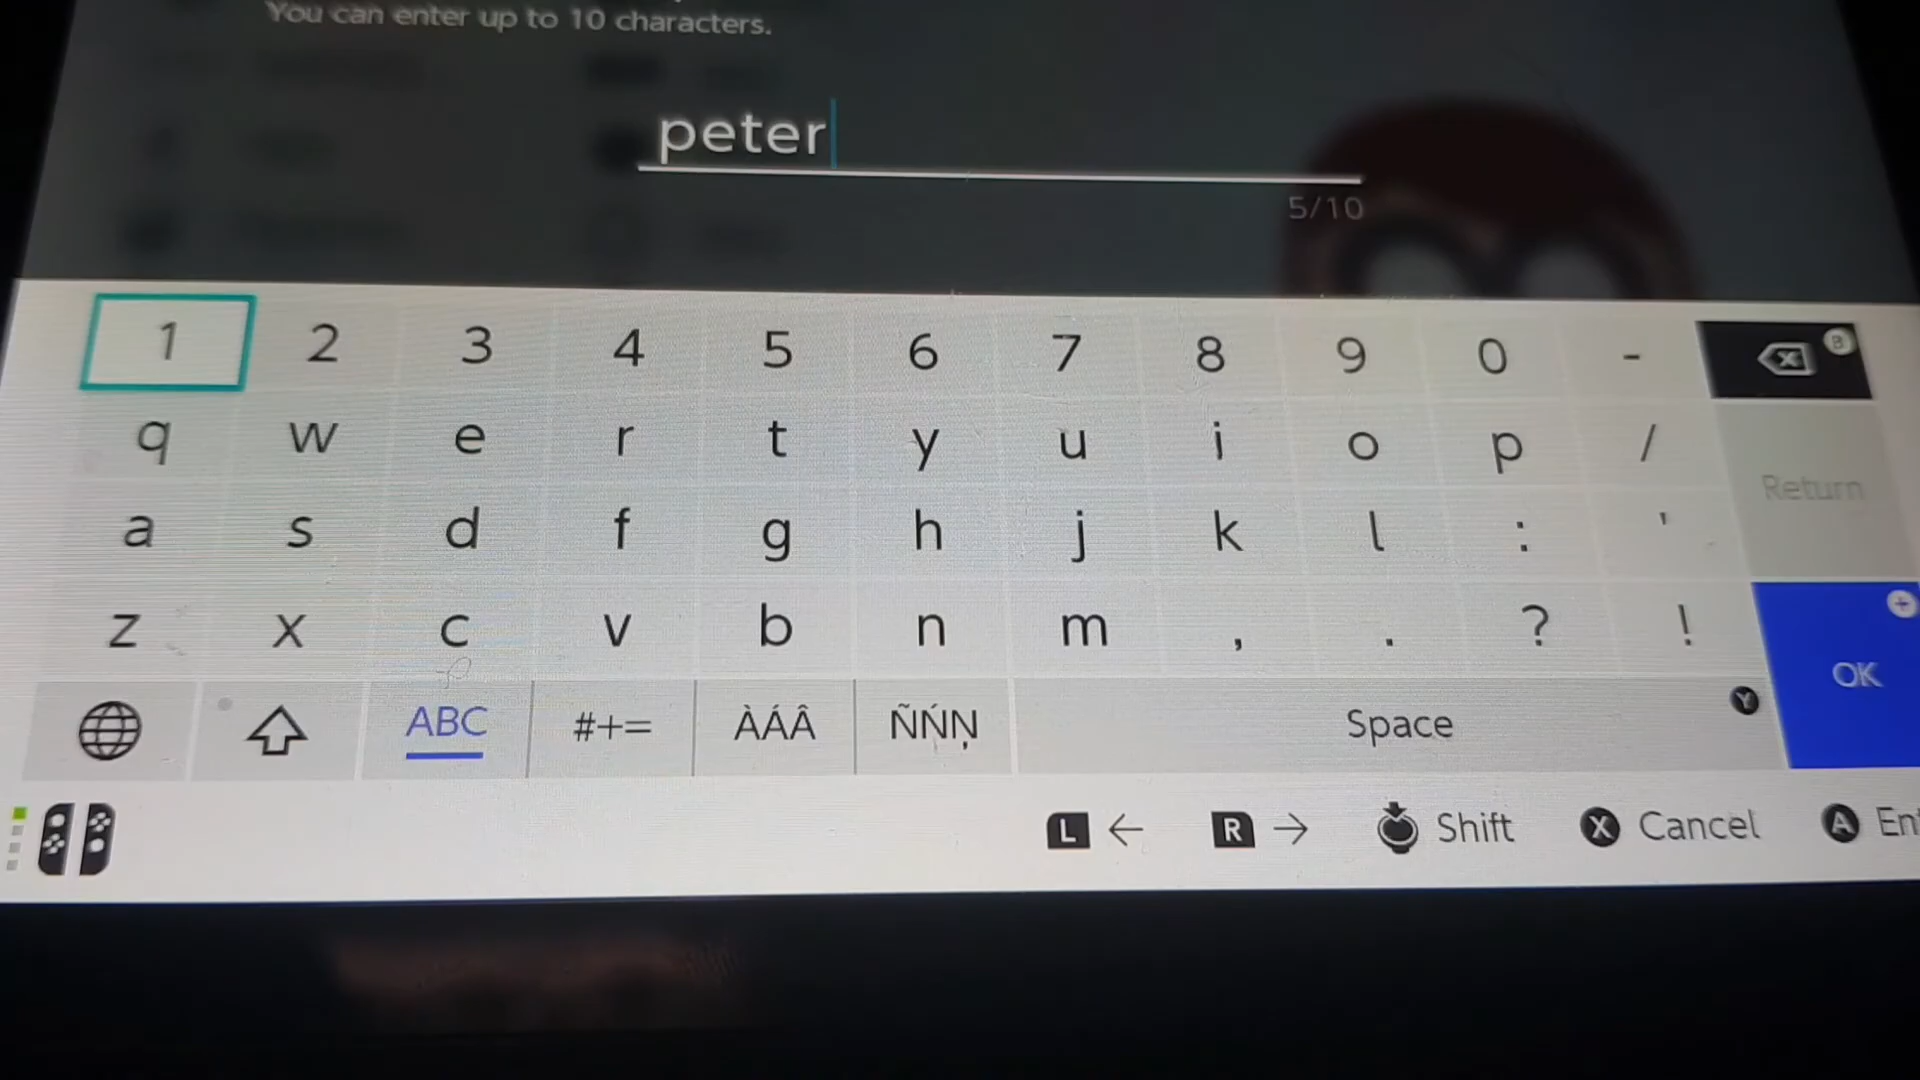 You can enter up to 10 characters.
peter
5/10
1 2 3 4 5 6 7 8 9 0 - B
q w e r t y u i o p /
Return
a s d f g h j k l : '
z x c v b n m , . ? !
+ OK
ABC #+= ÀÁÂ ÑŃŅ Space Y
L ← R → Shift X Cancel A En